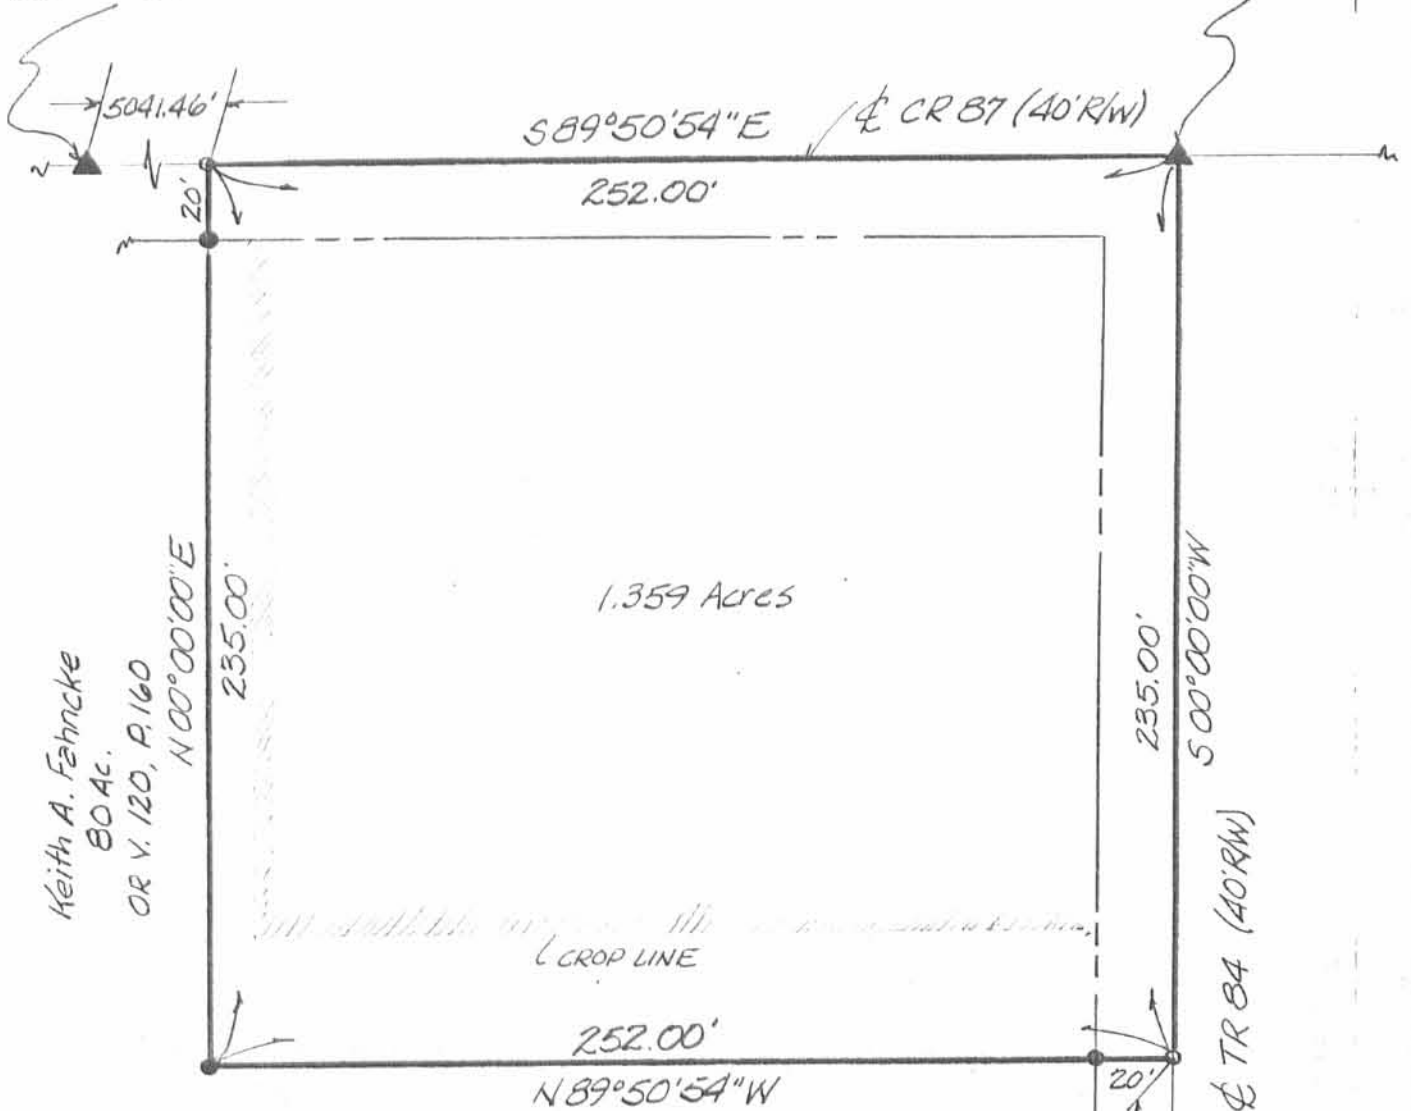 5041.46'
S 89°50'54"E
℄ CR 87 (40'R/W)
252.00'
20'
N 00°00'00"E
235.00'
1.359 Acres
235.00'
S 00°00'00"W
Keith A. Fahncke
80 Ac.
OR V. 120, P. 160
CROP LINE
℄ TR 84 (40'R/W)
252.00'
N 89°50'54"W
20'